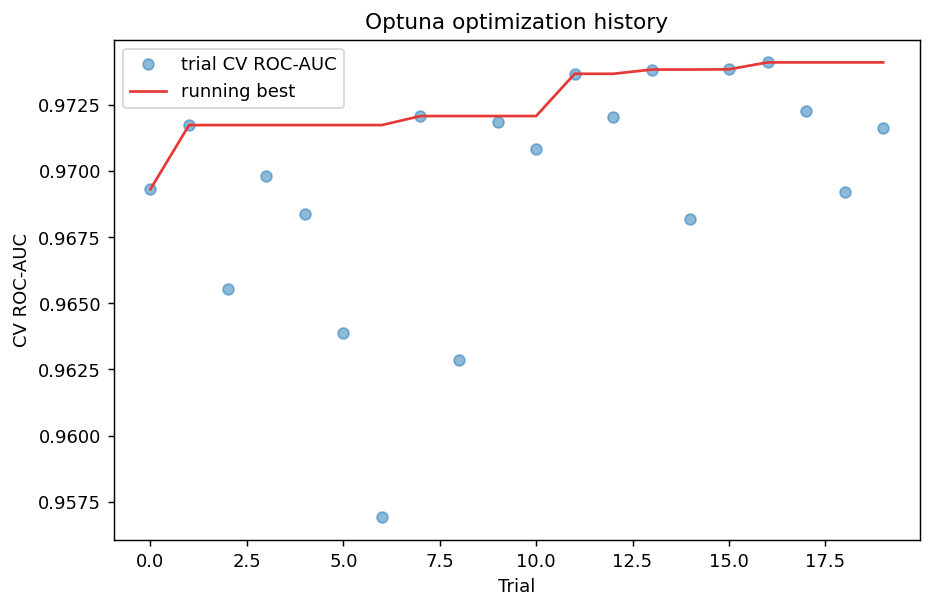 Optuna optimization history
trial CV ROC-AUC
running best
0.9725
0.9700
0.9675
0.9650
0.9625
0.9600
0.9575
CV ROC-AUC
0.0 2.5 5.0 7.5 10.0 12.5 15.0 17.5
Trial